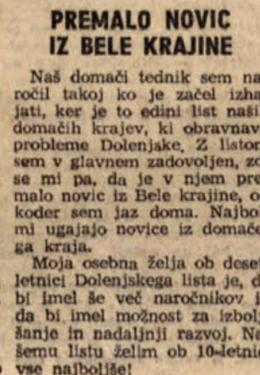 PREMALO NOVIC
IZ BELE KRAJINE
Naš domači tednik sem na
ročil takoj ko je začel izha
jati, ker je to edini list naši
domačih krajev, ki obravnav
probleme Dolenjske. Z listom
sem v glavnem zadovoljen, zd
se mi pa, da je v njem pre
malo novic iz Bele krajine, o
koder sem jaz doma. Najbo
mi ugajajo novice iz domače
ga kraja.
Moja osebna želja ob deset
letnici Dolenjskega lista je, d
bi imel še več naročnikov i
da bi imel možnost za izbolj
šanje in nadaljnji razvoj. Na
šemu listu želim ob 10-letnic
vse najboljše!